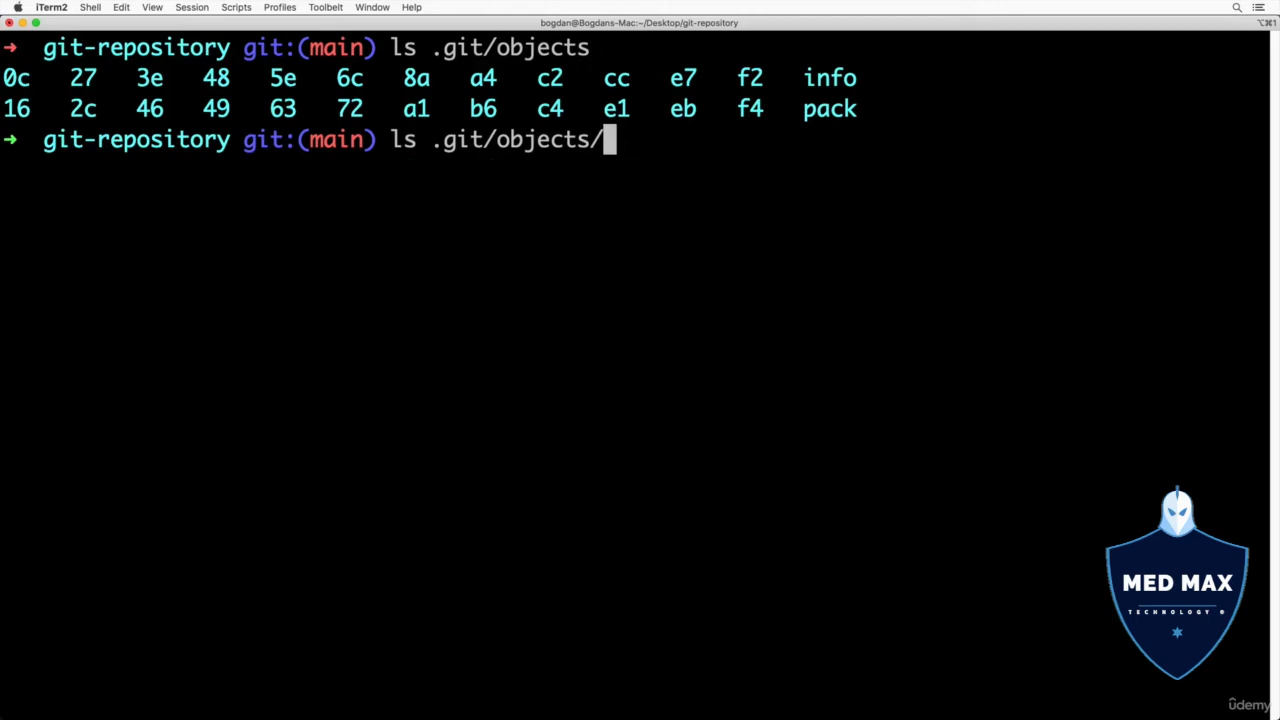 iTerm2 Shell Edit View Session Scripts Profiles Toolbelt Window Help
bogdan@Bogdans-Mac:~/Desktop/git-repository
⌥⌘1
➜ git-repository git:(main) ls .git/objects
0c 27 3e 48 5e 6c 8a a4 c2 cc e7 f2 info
16 2c 46 49 63 72 a1 b6 c4 e1 eb f4 pack
➜ git-repository git:(main) ls .git/objects/
MED MAX
TECHNOLOGY ®
ûdemy